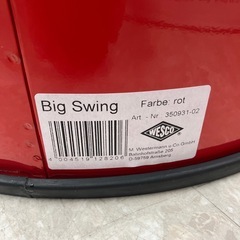 Big Swing
Farbe: rot
Art. - Nr. 350931-02
WESCO
M. Westermann & Co. GmbH
Bahnhofstraße 205
D-59759 Arnsberg
4 004519 128206